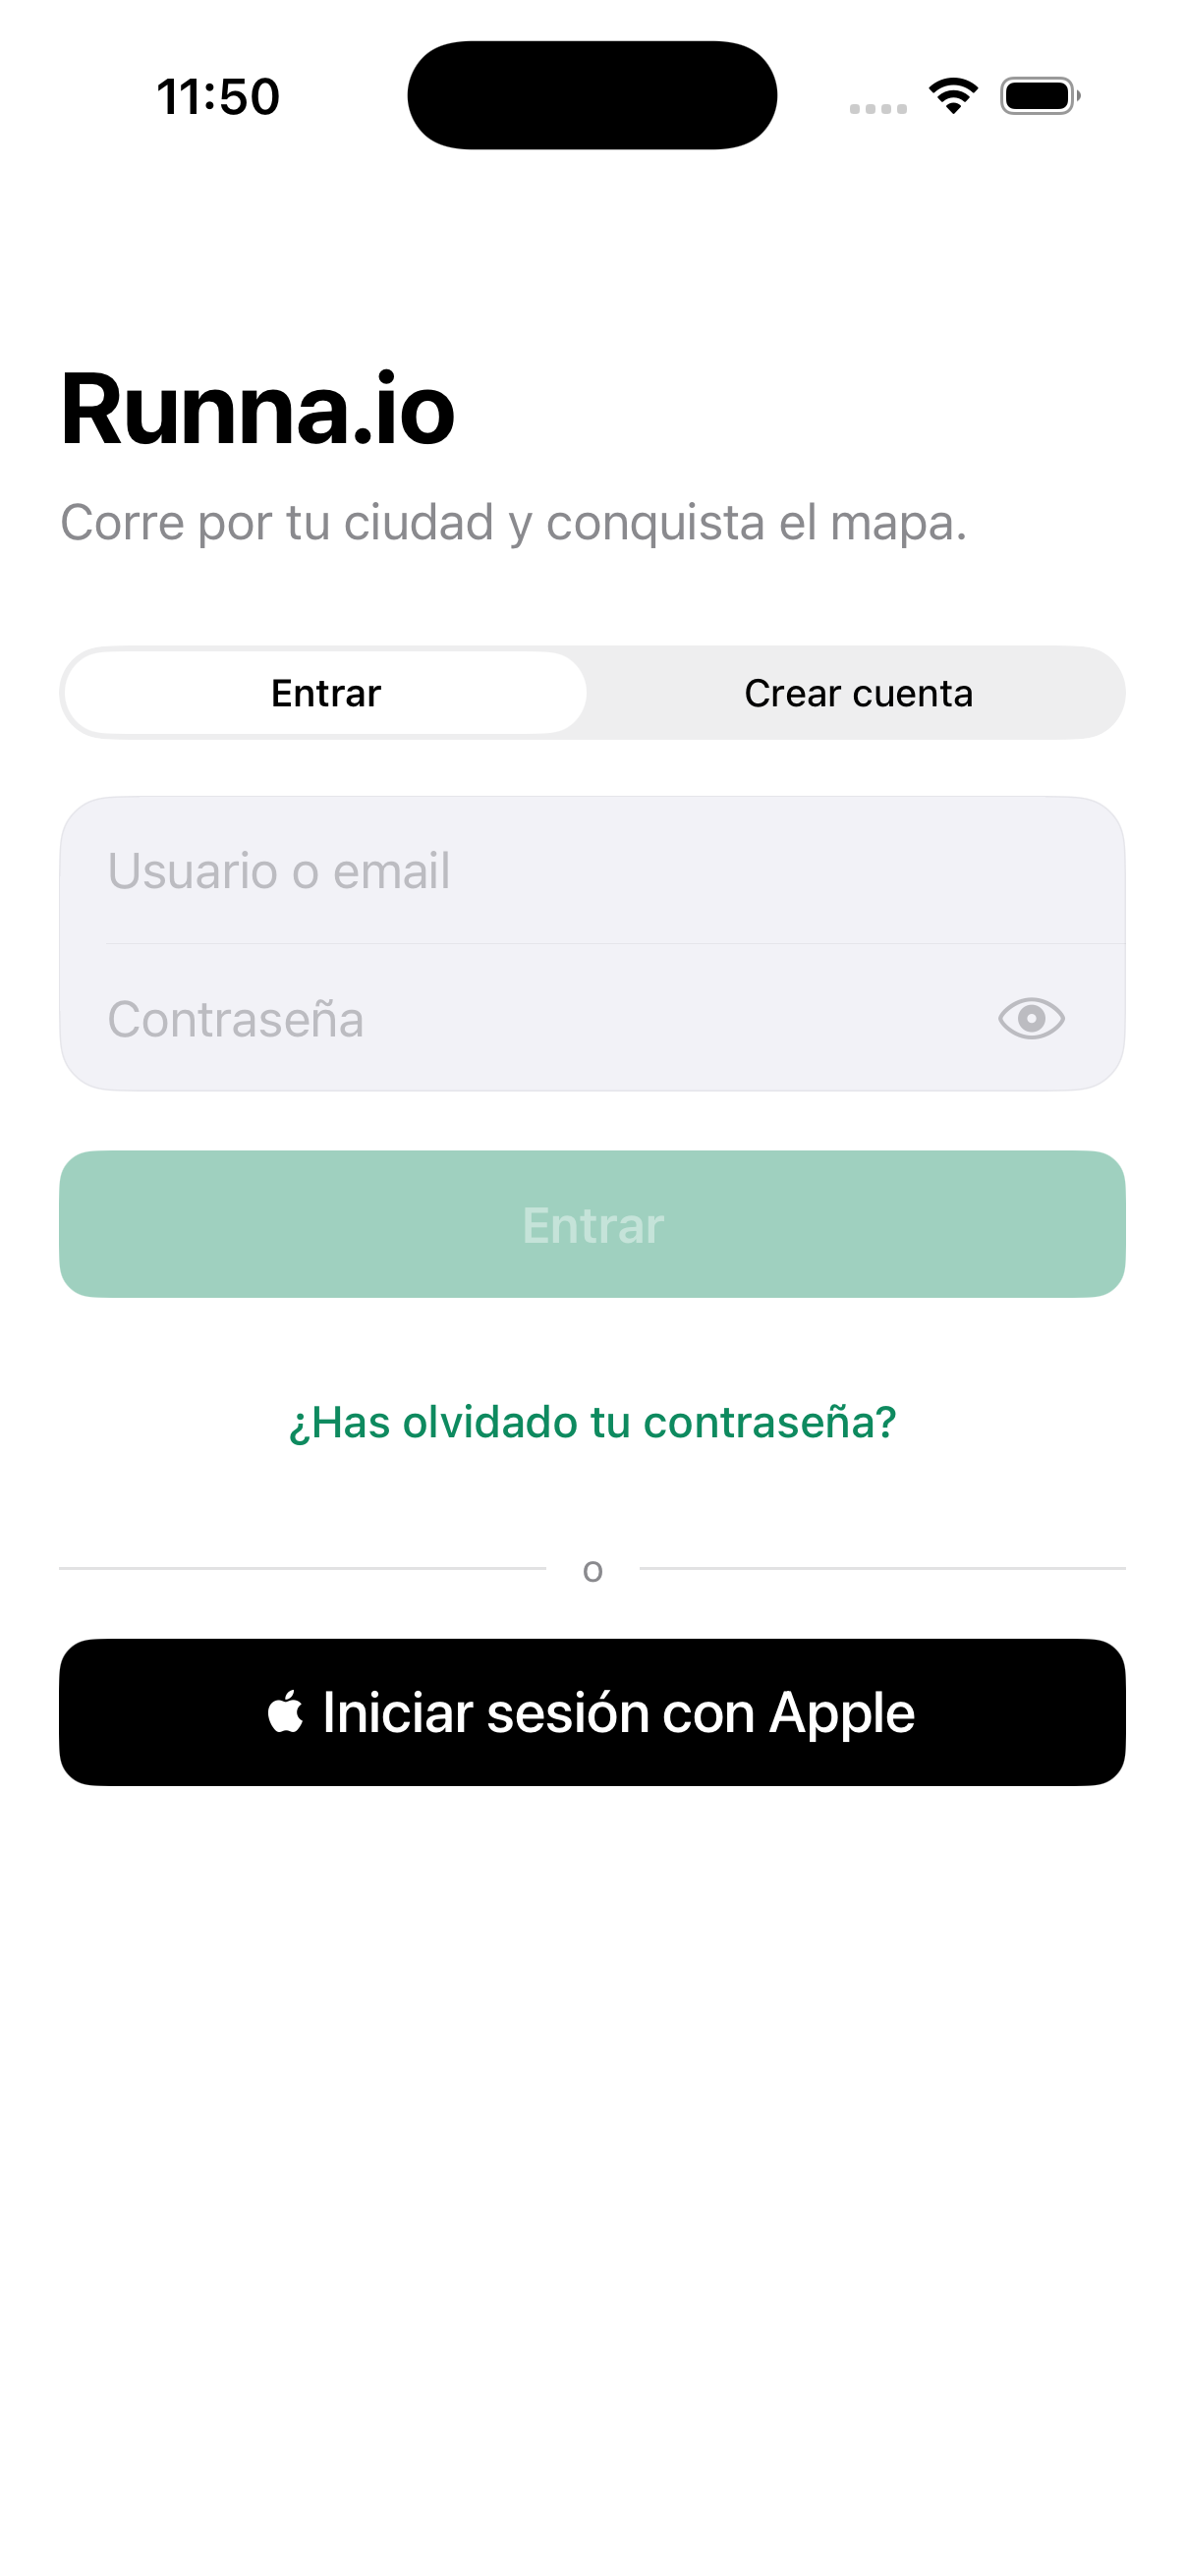 11:50
Runna.io
Corre por tu ciudad y conquista el mapa.
Entrar
Crear cuenta
Usuario o email
Contraseña
Entrar
¿Has olvidado tu contraseña?
o
Iniciar sesión con Apple